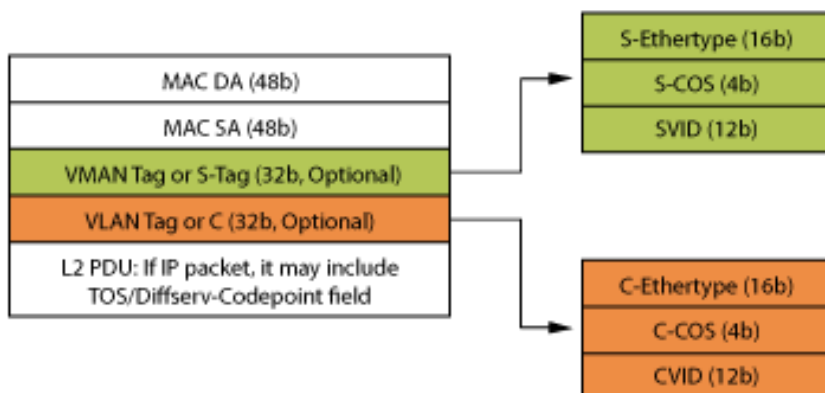 MAC DA (48b)
MAC SA (48b)
VMAN Tag or S-Tag (32b, Optional)
VLAN Tag or C (32b, Optional)
L2 PDU: If IP packet, it may include
TOS/Diffserv-Codepoint field
S-Ethertype (16b)
S-COS (4b)
SVID (12b)
C-Ethertype (16b)
C-COS (4b)
CVID (12b)